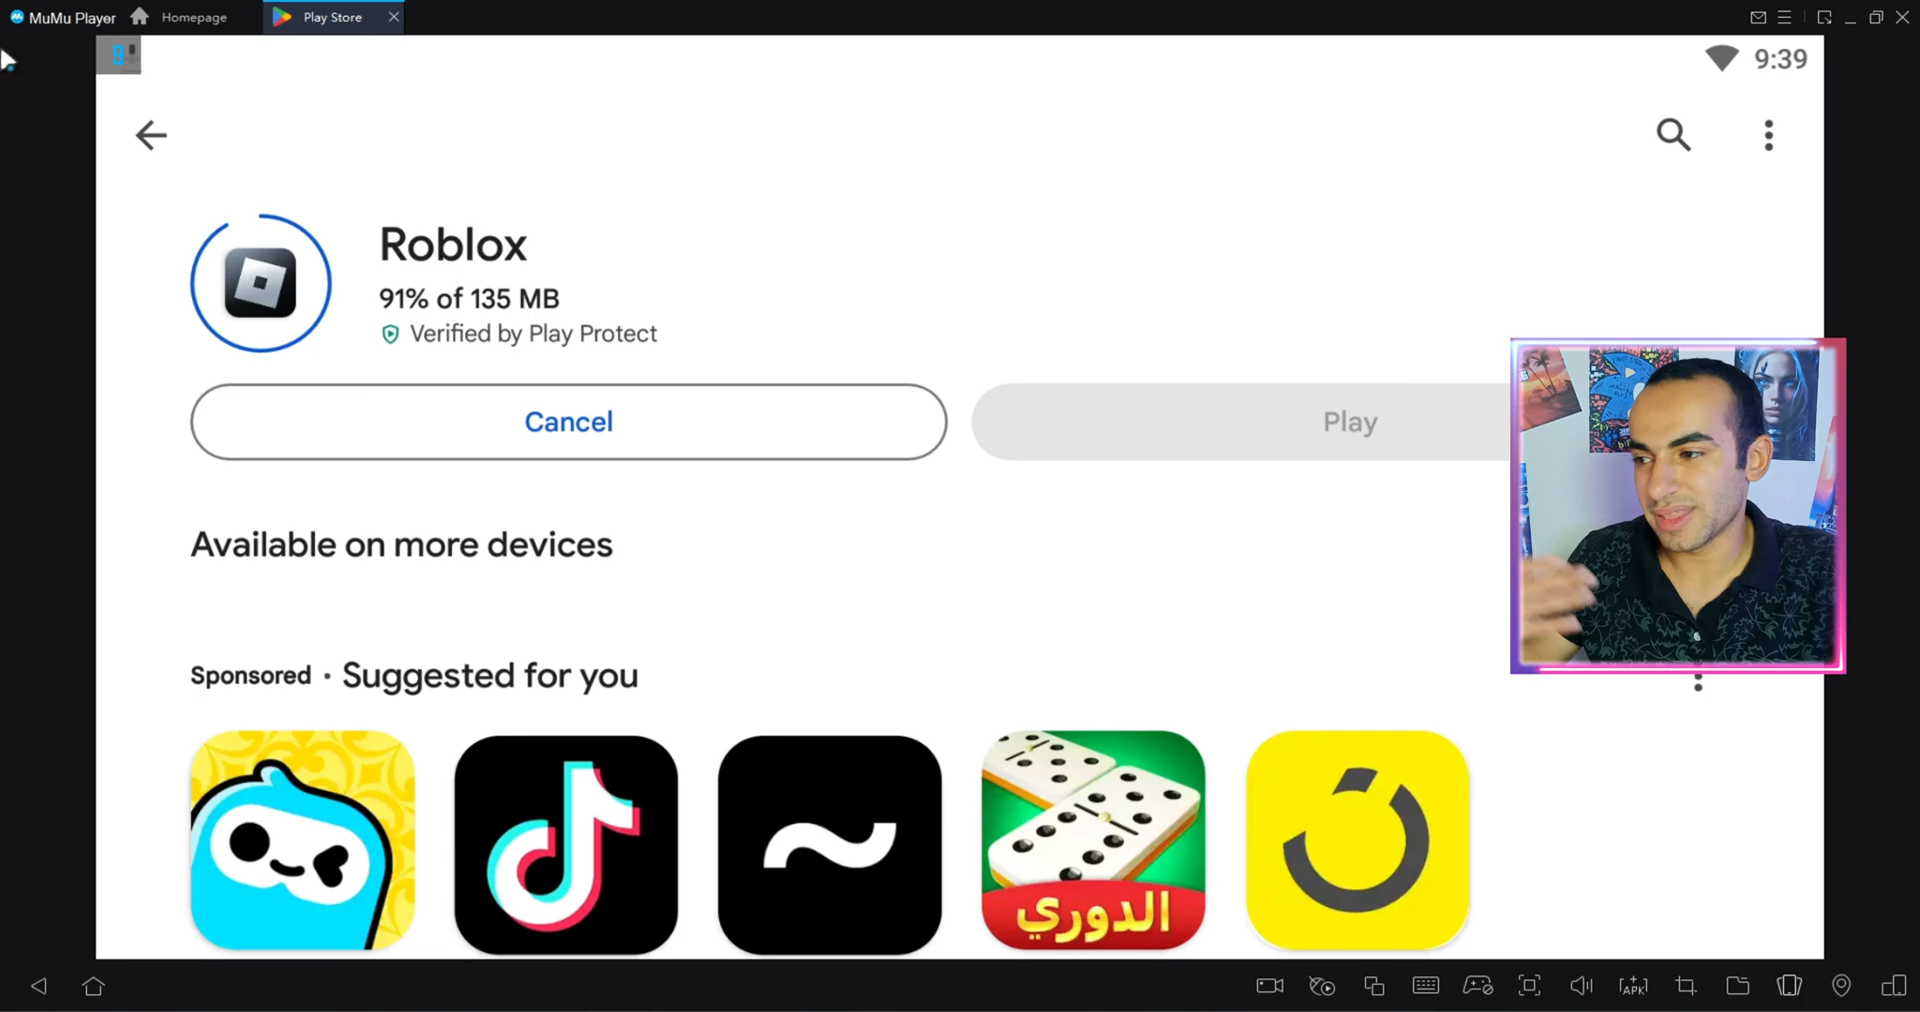 MuMu Player
Homepage
Play Store
9:39
Roblox
91% of 135 MB
Verified by Play Protect
Cancel
Play
Available on more devices
Sponsored • Suggested for you
الدوري
APK